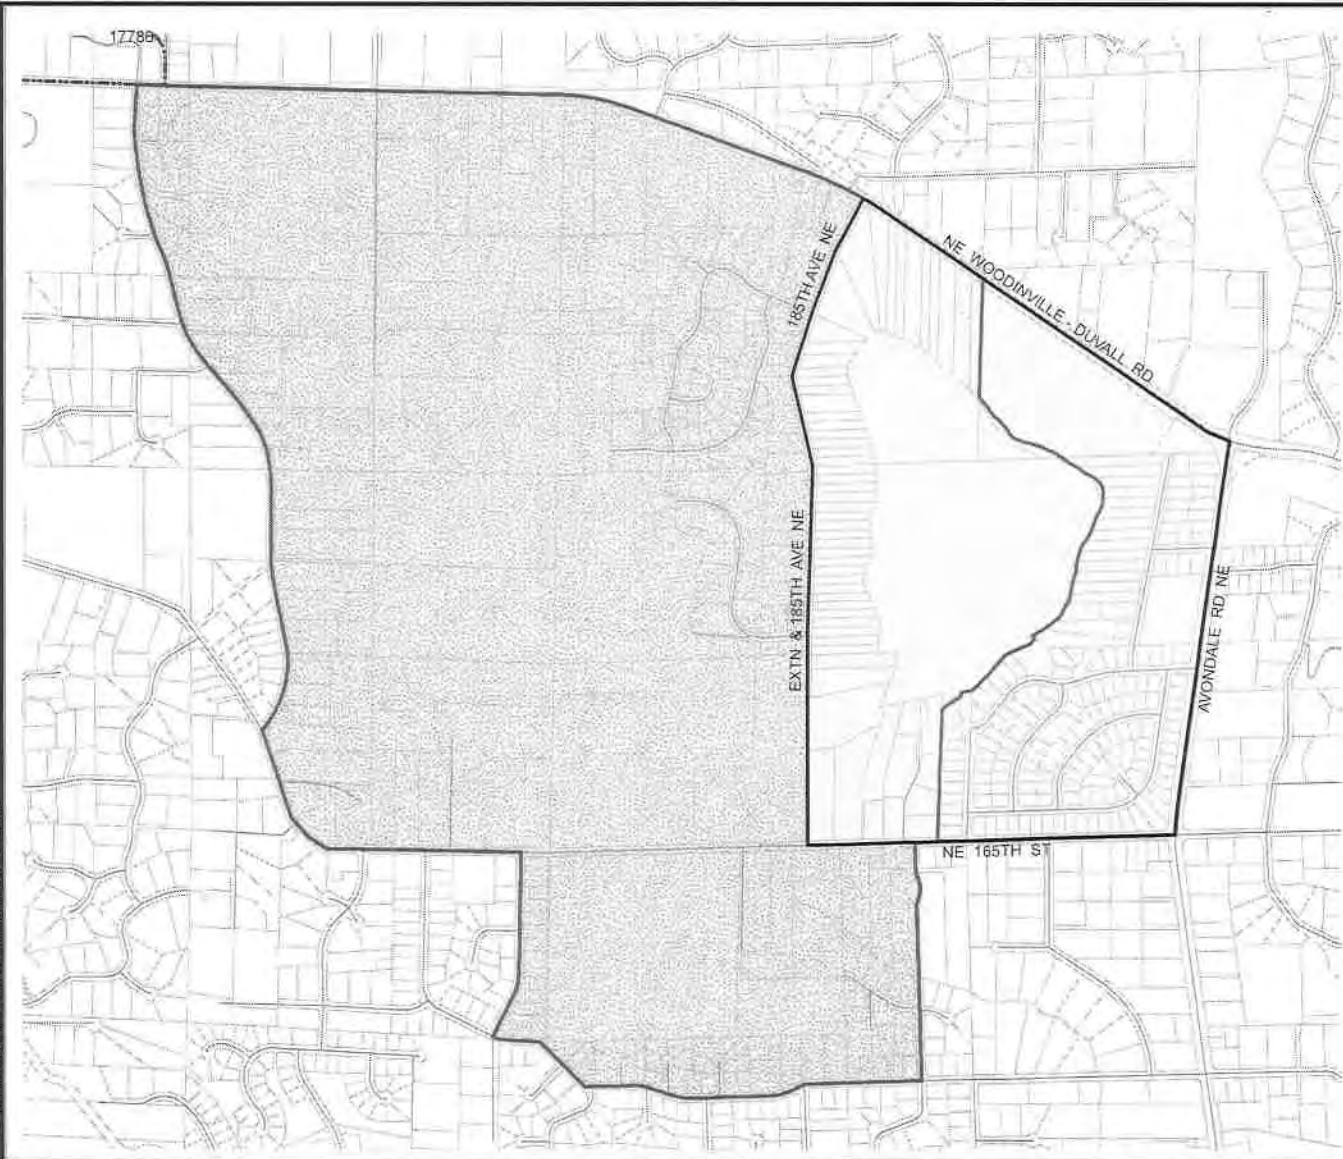 17780
185TH AVE NE
NE WOODINVILLE - DUVALL RD
EXTN & 185TH AVE NE
AVONDALE RD NE
NE 165TH ST